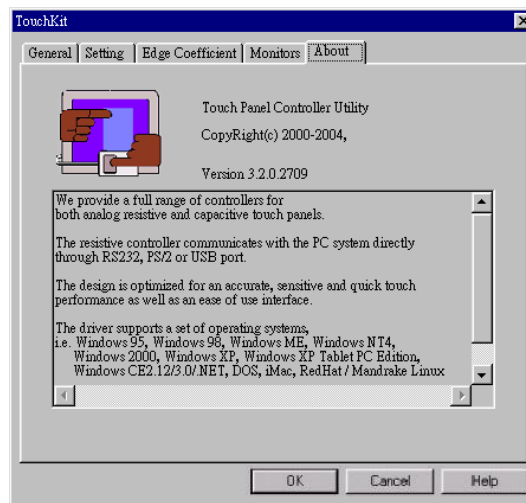 TouchKit
General Setting Edge Coefficient Monitors About
Touch Panel Controller Utility
CopyRight(c) 2000-2004,
Version 3.2.0.2709
We provide a full range of controllers for
both analog resistive and capacitive touch panels.
The resistive controller communicates with the PC system directly
through RS232, PS/2 or USB port.
The design is optimized for an accurate, sensitive and quick touch
performance as well as an ease of use interface.
The driver supports a set of operating systems,
i.e. Windows 95, Windows 98, Windows ME, Windows NT4,
Windows 2000, Windows XP, Windows XP Tablet PC Edition,
Windows CE2.12/3.0/.NET, DOS, iMac, RedHat / Mandrake Linux
OK Cancel Help